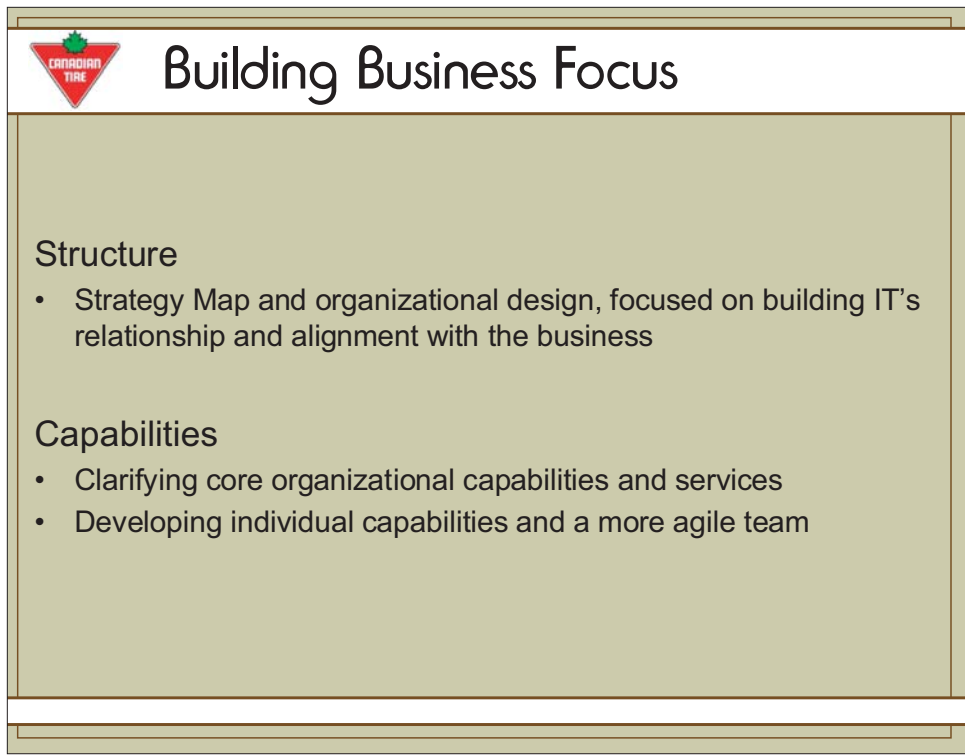 CANADIAN
TIRE
Building Business Focus
Structure
• Strategy Map and organizational design, focused on building IT’s
relationship and alignment with the business
Capabilities
• Clarifying core organizational capabilities and services
• Developing individual capabilities and a more agile team